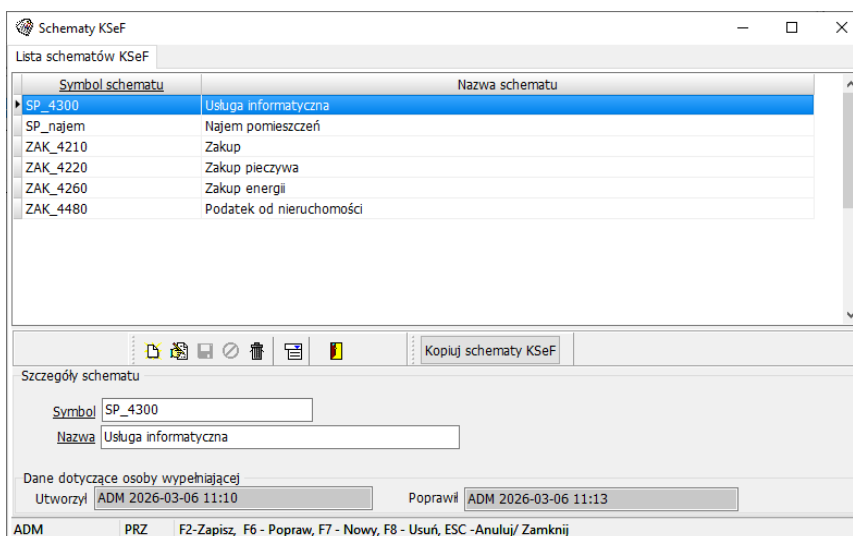 Schematy KSeF
Lista schematów KSeF
Symbol schematu Nazwa schematu
SP_4300 Usługa informatyczna
SP_najem Najem pomieszczeń
ZAK_4210 Zakup
ZAK_4220 Zakup pieczywa
ZAK_4260 Zakup energii
ZAK_4480 Podatek od nieruchomości
Kopiuj schematy KSeF
Szczegóły schematu
Symbol SP_4300
Nazwa Usługa informatyczna
Dane dotyczące osoby wypełniającej
Utworzył ADM 2026-03-06 11:10 Poprawił ADM 2026-03-06 11:13
ADM PRZ F2-Zapisz, F6 - Popraw, F7 - Nowy, F8 - Usuń, ESC -Anuluj/ Zamknij